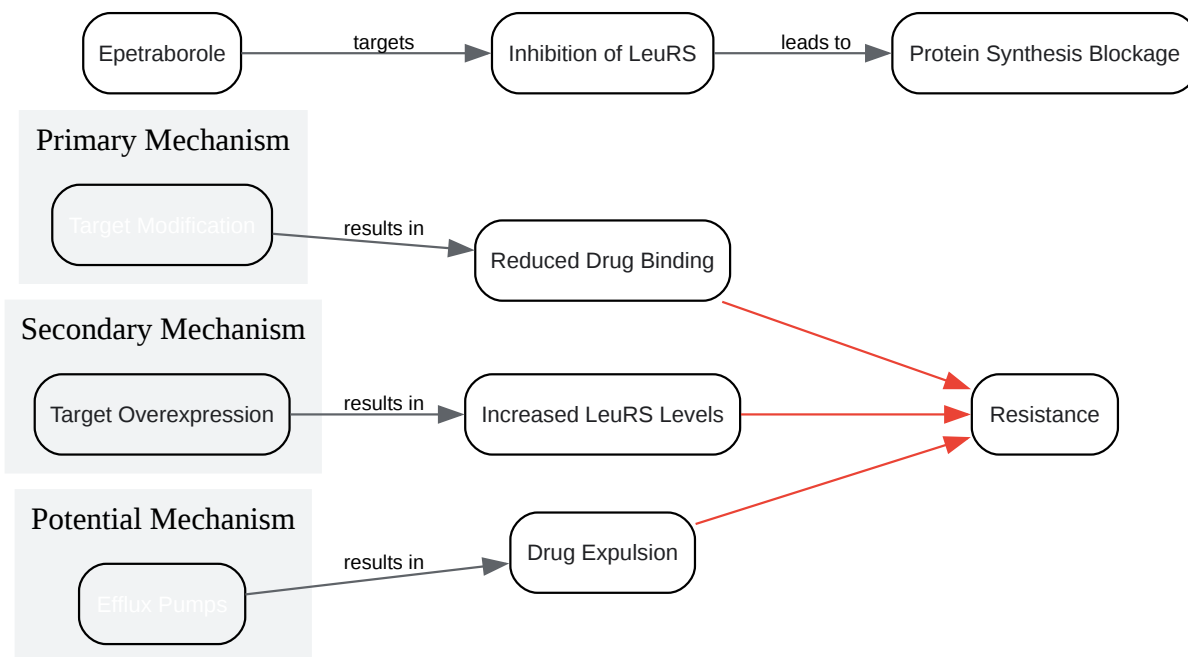 Epetraborole
targets
Inhibition of LeuRS
leads to
Protein Synthesis Blockage
Primary Mechanism
Target Modification
results in
Reduced Drug Binding
Secondary Mechanism
Target Overexpression
results in
Increased LeuRS Levels
Resistance
Potential Mechanism
Efflux Pumps
results in
Drug Expulsion